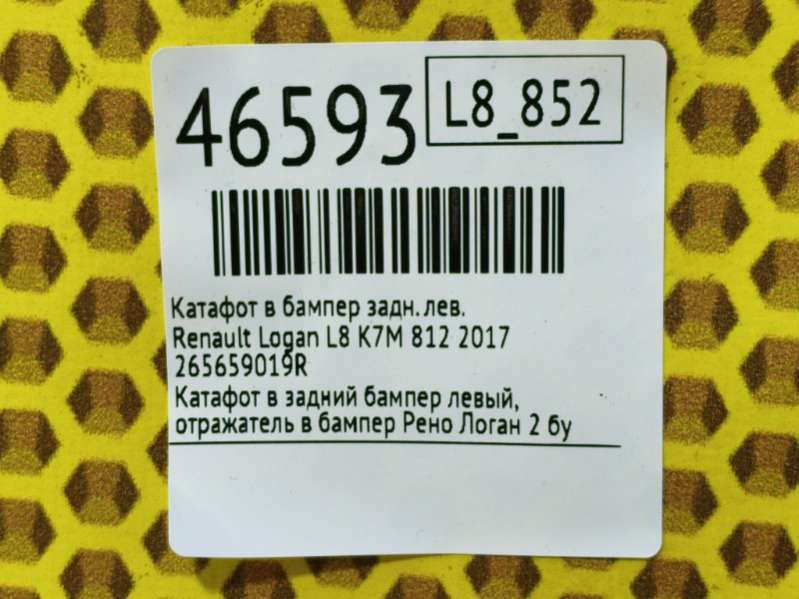 46593
L8_852
Катафот в бампер задн. лев.
Renault Logan L8 K7M 812 2017
265659019R
Катафот в задний бампер левый,
отражатель в бампер Рено Логан 2 бу